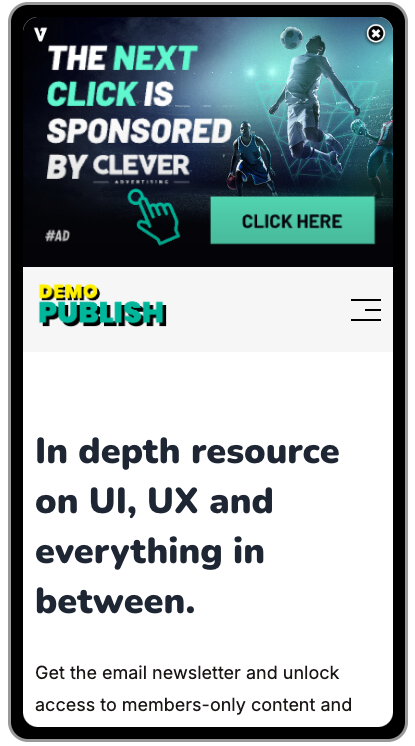 V
THE NEXT
CLICK IS
SPONSORED
BY CLEVER
ADVERTISING
CLICK HERE
#AD
DEMO
PUBLISH
In depth resource
on UI, UX and
everything in
between.
Get the email newsletter and unlock
access to members-only content and